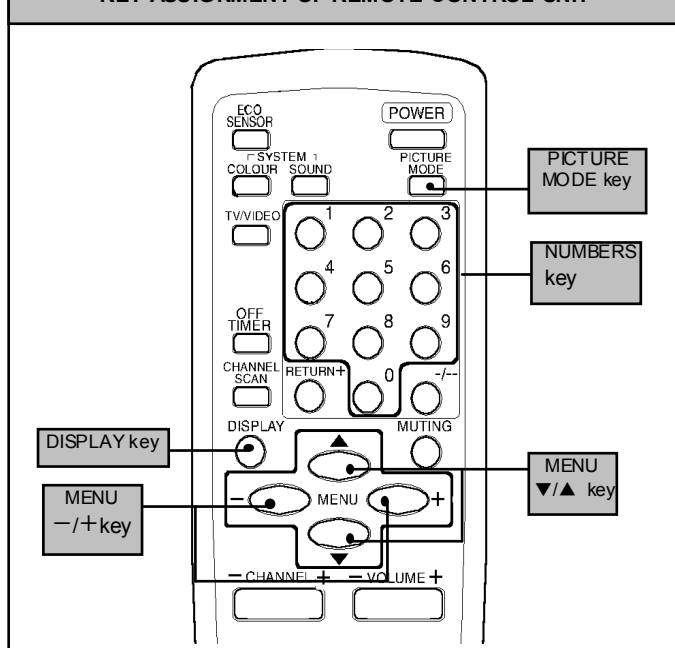 KEY ASSIGNMENT OF REMOTE CONTROL UNIT
ECO
SENSOR
POWER
SYSTEM
COLOUR SOUND
PICTURE
MODE
PICTURE
MODE key
TV/VIDEO
1 2 3
NUMBERS
key
4 5 6
OFF
TIMER
7 8 9
CHANNEL
SCAN
RETURN+
0
-/--
DISPLAY
MUTING
▲
DISPLAY key
MENU
−/+key
− MENU +
MENU
▼/▲ key
▼
− CHANNEL +
− VOLUME +